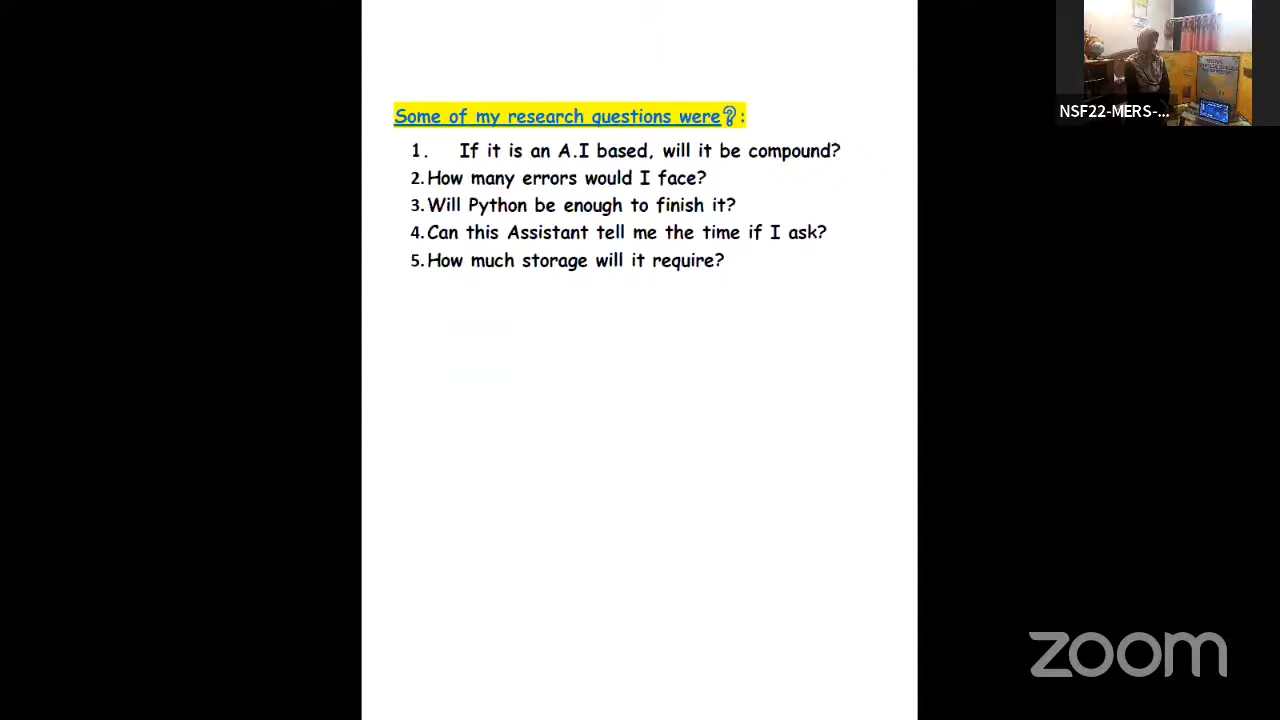 Some of my research questions were❔:
1. If it is an A.I based, will it be compound?
2. How many errors would I face?
3. Will Python be enough to finish it?
4. Can this Assistant tell me the time if I ask?
5. How much storage will it require?
NSF22-MERS-...
zoom